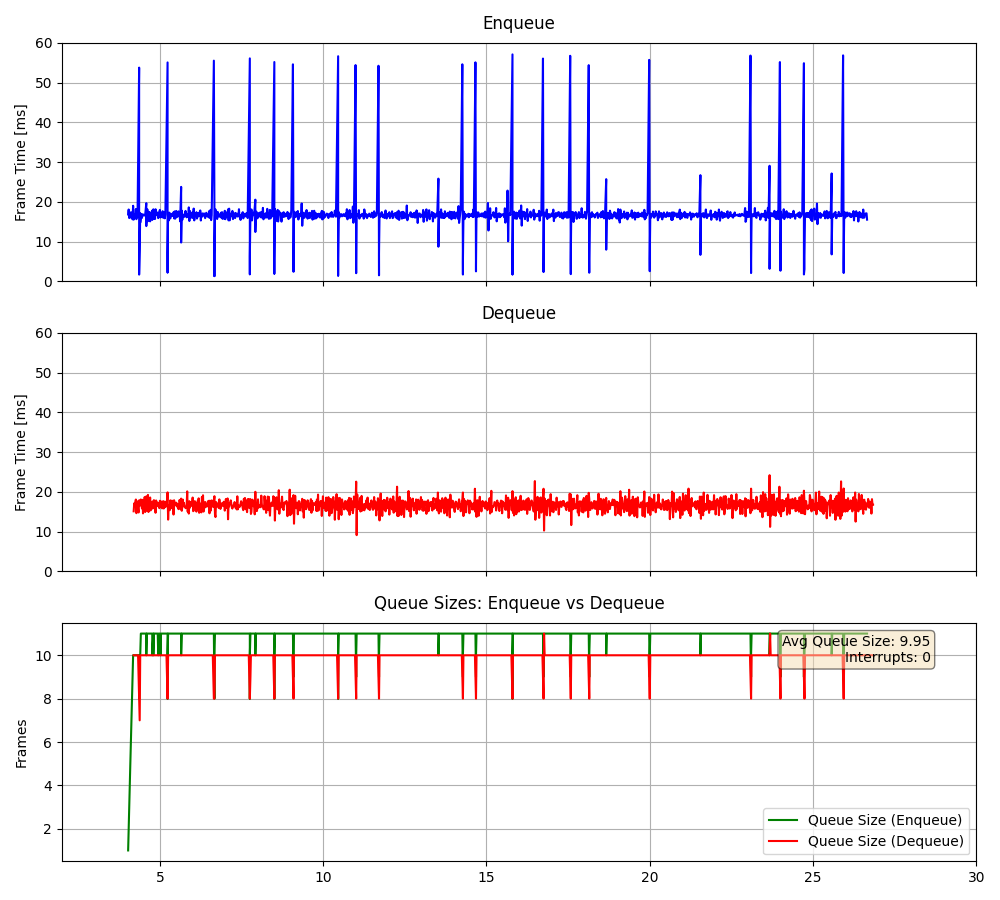 Enqueue
Frame Time [ms]
60
50
40
30
20
10
0
Dequeue
Frame Time [ms]
60
50
40
30
20
10
0
Queue Sizes: Enqueue vs Dequeue
Frames
10
8
6
4
2
Avg Queue Size: 9.95
Interrupts: 0
Queue Size (Enqueue)
Queue Size (Dequeue)
5 10 15 20 25 30